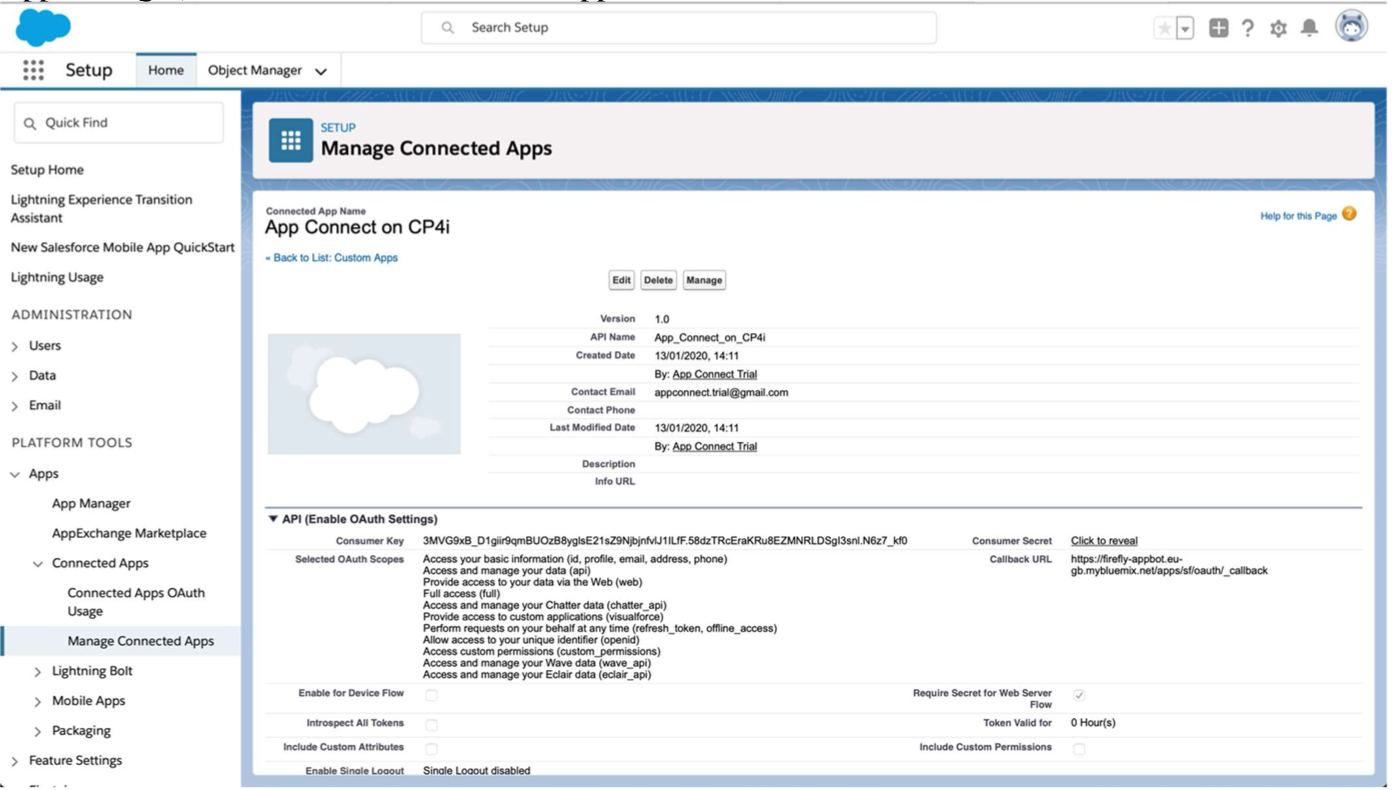 Search Setup
Setup
Home
Object Manager
Quick Find
Setup Home
Lightning Experience Transition
Assistant
New Salesforce Mobile App QuickStart
Lightning Usage
ADMINISTRATION
Users
Data
Email
PLATFORM TOOLS
Apps
App Manager
AppExchange Marketplace
Connected Apps
Connected Apps OAuth
Usage
Manage Connected Apps
Lightning Bolt
Mobile Apps
Packaging
Feature Settings
SETUP
Manage Connected Apps
Connected App Name
App Connect on CP4i
Help for this Page
« Back to List: Custom Apps
Edit Delete Manage
Version 1.0
API Name App_Connect_on_CP4i
Created Date 13/01/2020, 14:11
By: App Connect Trial
Contact Email appconnect.trial@gmail.com
Contact Phone
Last Modified Date 13/01/2020, 14:11
By: App Connect Trial
Description
Info URL
API (Enable OAuth Settings)
Consumer Key 3MVG9xB_D1giir9qmBUOzB8yglsE21sZ9NjbjnfvlJ1ILfF.58dzTRcEraKRu8EZMNRLDSgI3snl.N6z7_kf0
Consumer Secret Click to reveal
Selected OAuth Scopes
Access your basic information (id, profile, email, address, phone)
Access and manage your data (api)
Provide access to your data via the Web (web)
Full access (full)
Access and manage your Chatter data (chatter_api)
Provide access to custom applications (visualforce)
Perform requests on your behalf at any time (refresh_token, offline_access)
Allow access to your unique identifier (openid)
Access custom permissions (custom_permissions)
Access and manage your Wave data (wave_api)
Access and manage your Eclair data (eclair_api)
Callback URL https://firefly-appbot.eu-
gb.mybluemix.net/apps/sf/oauth/_callback
Enable for Device Flow
Require Secret for Web Server
Flow
Introspect All Tokens
Token Valid for 0 Hour(s)
Include Custom Attributes
Include Custom Permissions
Enable Single Logout Single Logout disabled